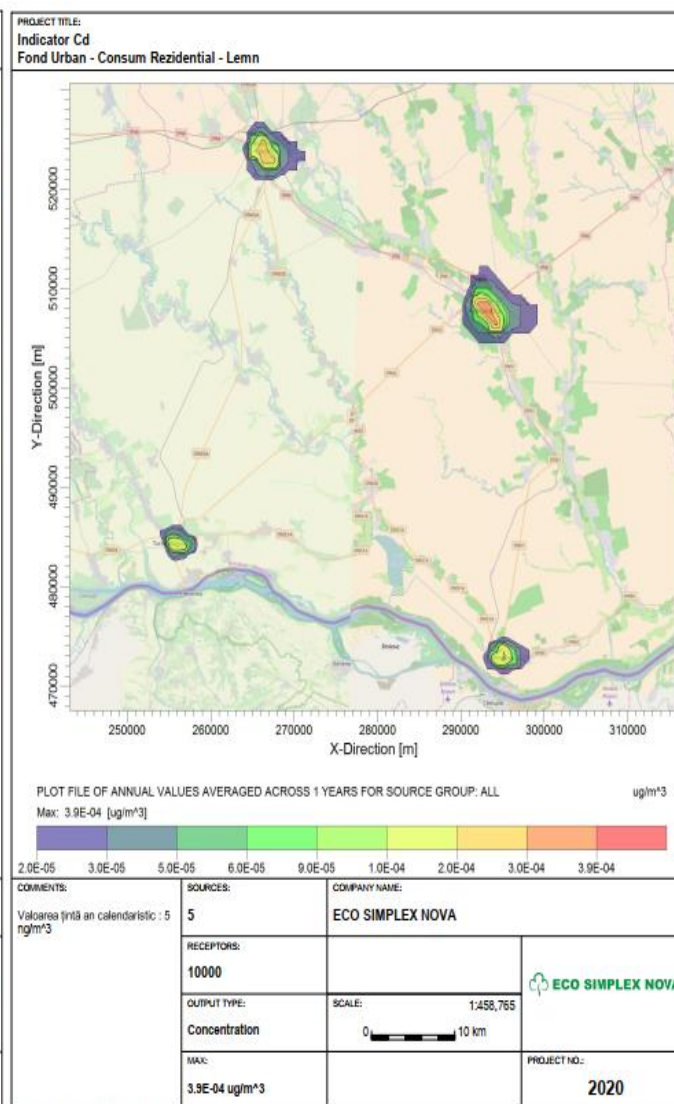 PROJECT TITLE:
Indicator Cd
Fond Urban - Consum Rezidential - Lemn
Y-Direction [m]
520000
510000
500000
490000
480000
470000
250000 260000 270000 280000 290000 300000 310000
X-Direction [m]
PLOT FILE OF ANNUAL VALUES AVERAGED ACROSS 1 YEARS FOR SOURCE GROUP: ALL ug/m^3
Max: 3.9E-04 [ug/m^3]
2.0E-05 3.0E-05 5.0E-05 6.0E-05 9.0E-05 1.0E-04 2.0E-04 3.0E-04 3.9E-04
COMMENTS:
Valoarea țintă an calendaristic : 5
ng/m^3
SOURCES:
5
COMPANY NAME:
ECO SIMPLEX NOVA
RECEPTORS:
10000
ECO SIMPLEX NOVA
OUTPUT TYPE:
Concentration
SCALE: 1:458,765
0 10 km
MAX:
3.9E-04 ug/m^3
PROJECT NO.:
2020